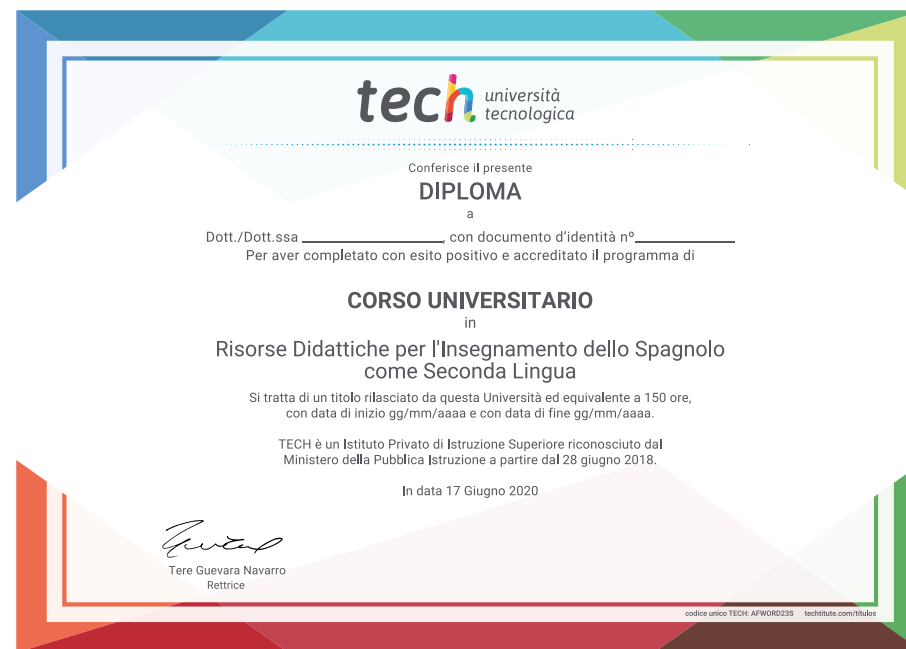 tech università
tecnologica
Conferisce il presente
DIPLOMA
a
Dott./Dott.ssa ____________________, con documento d'identità nº______________
Per aver completato con esito positivo e accreditato il programma di
CORSO UNIVERSITARIO
in
Risorse Didattiche per l'Insegnamento dello Spagnolo
come Seconda Lingua
Si tratta di un titolo rilasciato da questa Università ed equivalente a 150 ore,
con data di inizio gg/mm/aaaa e con data di fine gg/mm/aaaa.
TECH è un Istituto Privato di Istruzione Superiore riconosciuto dal
Ministero della Pubblica Istruzione a partire dal 28 giugno 2018.
In data 17 Giugno 2020
Tere Guevara Navarro
Rettrice
codice unico TECH: AFWORD23S techtitute.com/titulos